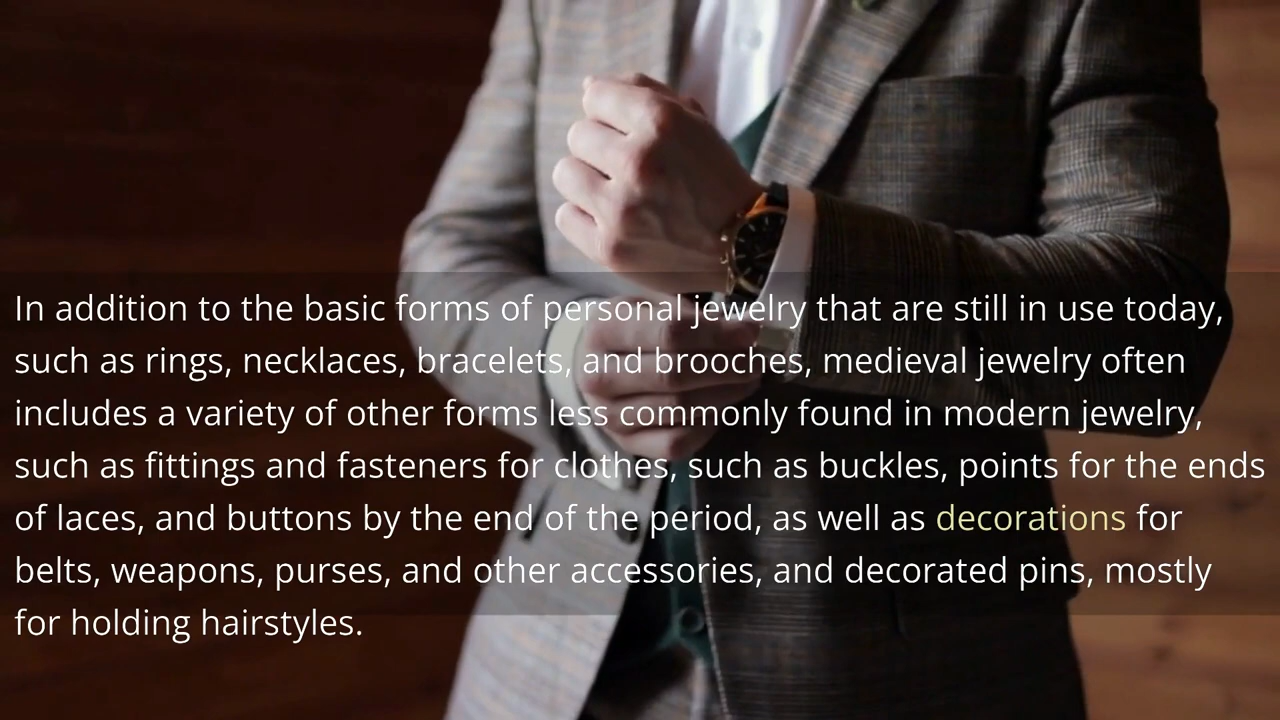 In addition to the basic forms of personal jewelry that are still in use today,
such as rings, necklaces, bracelets, and brooches, medieval jewelry often
includes a variety of other forms less commonly found in modern jewelry,
such as fittings and fasteners for clothes, such as buckles, points for the ends
of laces, and buttons by the end of the period, as well as decorations for
belts, weapons, purses, and other accessories, and decorated pins, mostly
for holding hairstyles.